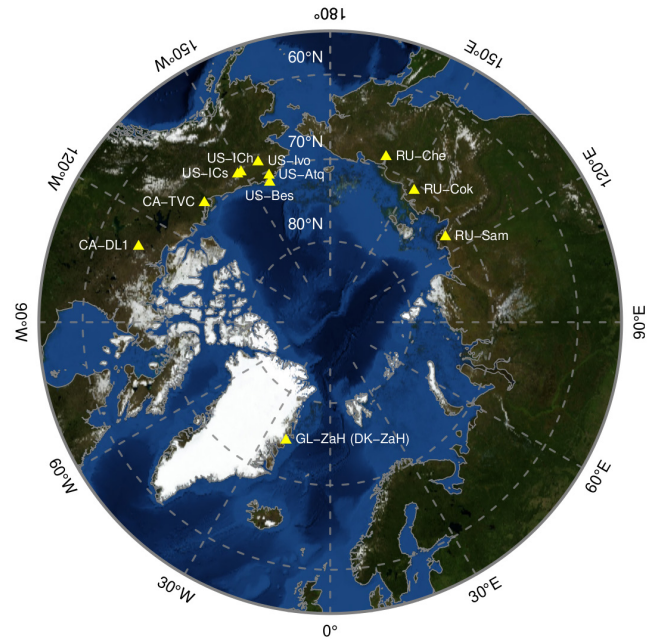 180°
150°W
60°N
150°E
70°N
120°W
120°E
US-ICh
US-Ivo
RU-Che
US-ICs
US-Atq
US-Bes
RU-Cok
CA-TVC
80°N
RU-Sam
CA-DL1
90°W
90°E
GL-ZaH (DK-ZaH)
60°W
60°E
30°W
30°E
0°